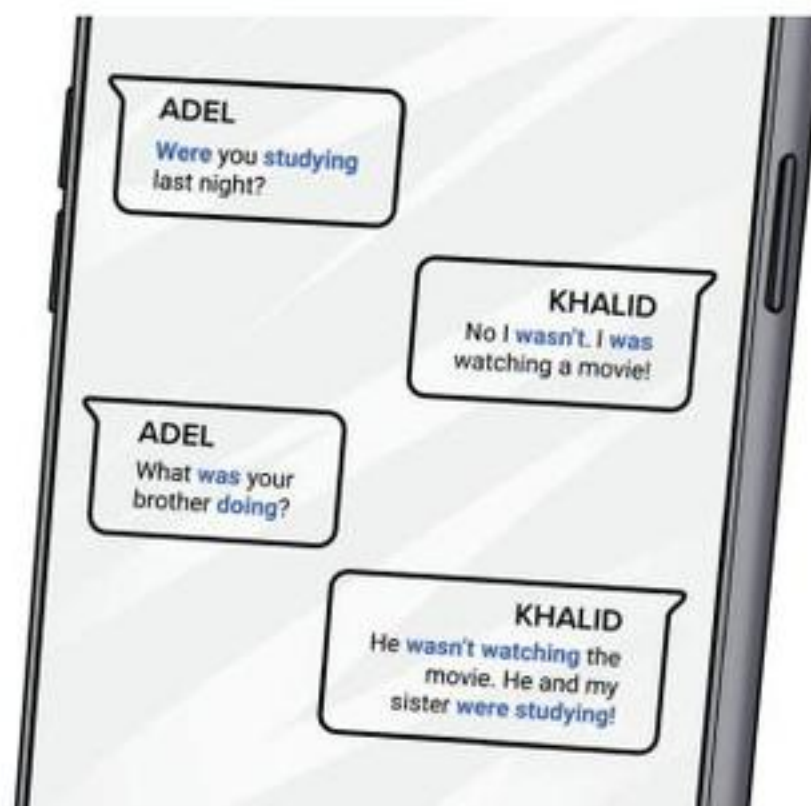 ADEL
Were you studying
last night?
KHALID
No I wasn't. I was
watching a movie!
ADEL
What was your
brother doing?
KHALID
He wasn't watching the
movie. He and my
sister were studying!